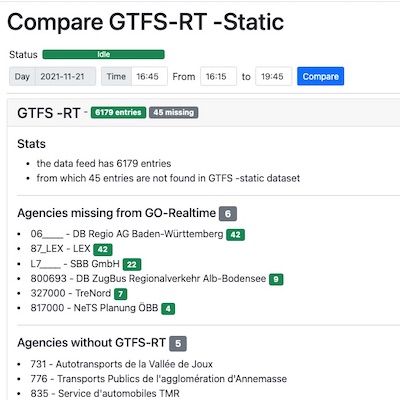 Compare GTFS-RT -Static
Status Idle
Day 2021-11-21 Time 16:45 From 16:15 to 19:45 Compare
GTFS -RT - 6179 entries 45 missing
Stats
• the data feed has 6179 entries
• from which 45 entries are not found in GTFS -static dataset
Agencies missing from GO-Realtime 6
• 06____ - DB Regio AG Baden-Württemberg 42
• 87_LEX - LEX 42
• L7____ - SBB GmbH 22
• 800693 - DB ZugBus Regionalverkehr Alb-Bodensee 9
• 327000 - TreNord 7
• 817000 - NeTS Planung ÖBB 4
Agencies without GTFS-RT 5
• 731 - Autotransports de la Vallée de Joux
• 776 - Transports Publics de l'agglomération d'Annemasse
• 835 - Service d'automobiles TMR